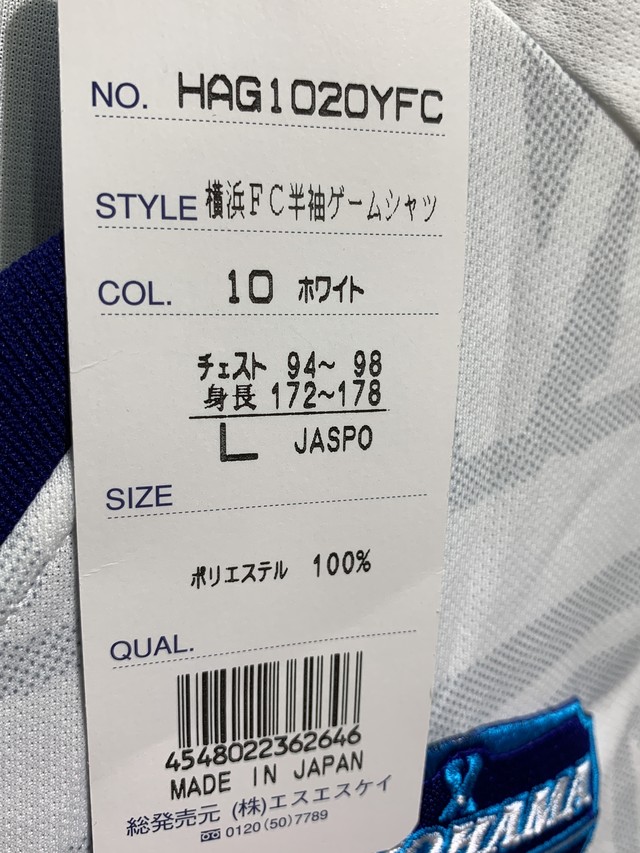 NO. HAG1020YFC
STYLE 横浜FC半袖ゲームシャツ
COL. 10 ホワイト
チェスト 94～ 98
身長 172～178
L JASPO
SIZE
ポリエステル 100%
QUAL.
4548022362646
MADE IN JAPAN
総発売元 (株)エスエスケイ
0120(50)7789